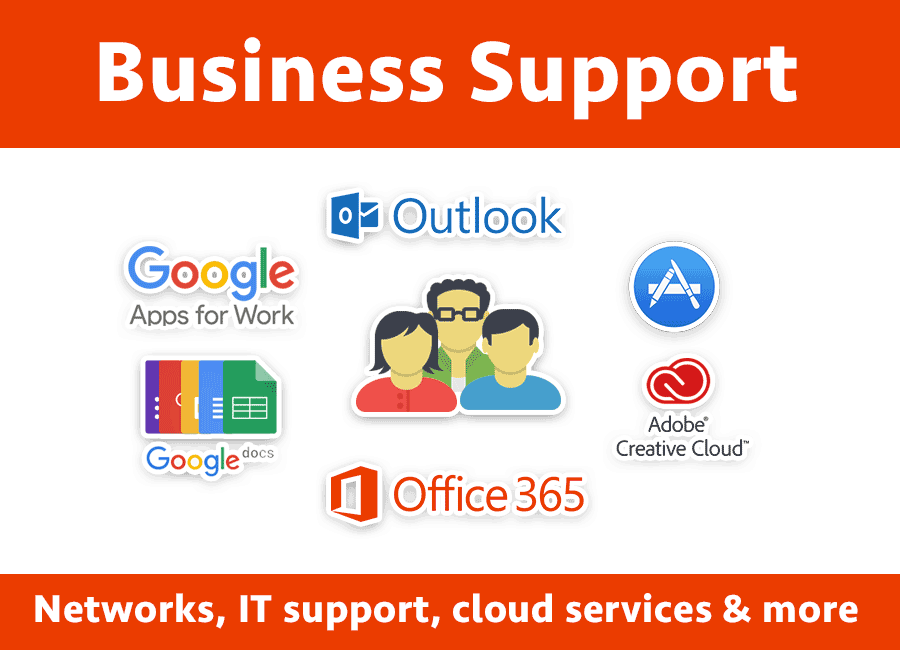 Business Support
Outlook
Google
Apps for Work
Google docs
Adobe®
Creative Cloud™
Office 365
Networks, IT support, cloud services & more